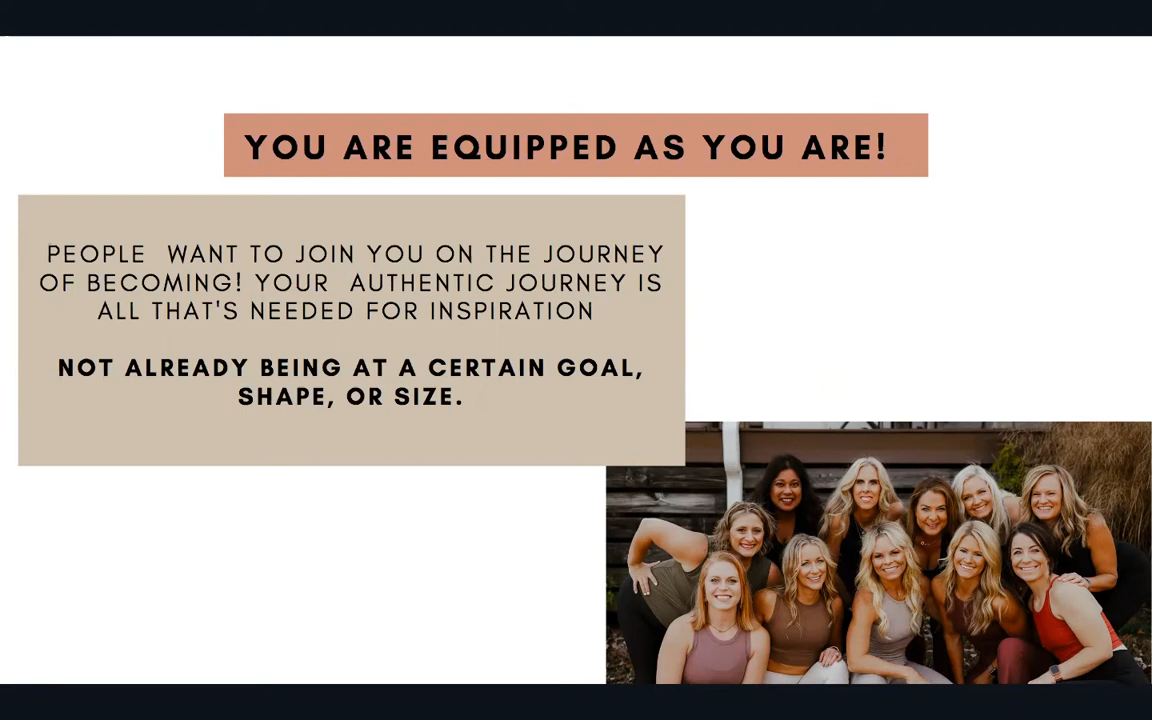 YOU ARE EQUIPPED AS YOU ARE!
PEOPLE WANT TO JOIN YOU ON THE JOURNEY
OF BECOMING! YOUR AUTHENTIC JOURNEY IS
ALL THAT'S NEEDED FOR INSPIRATION
NOT ALREADY BEING AT A CERTAIN GOAL,
SHAPE, OR SIZE.